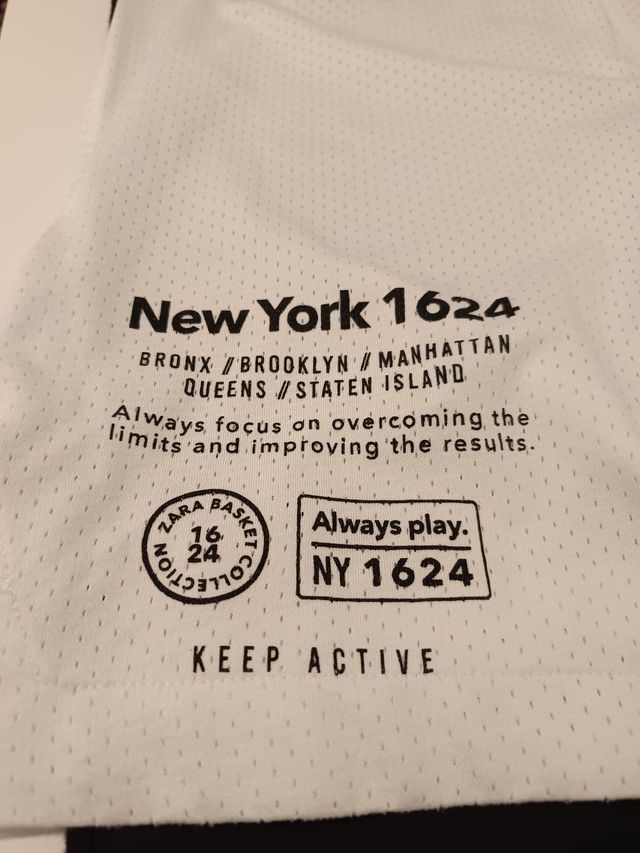 New York 1624
BRONX // BROOKLYN // MANHATTAN
QUEENS // STATEN ISLAND
Always focus on overcoming the
limits and improving the results.
ZARA BASKET COLLECTION
16
24
Always play.
NY 1624
KEEP ACTIVE